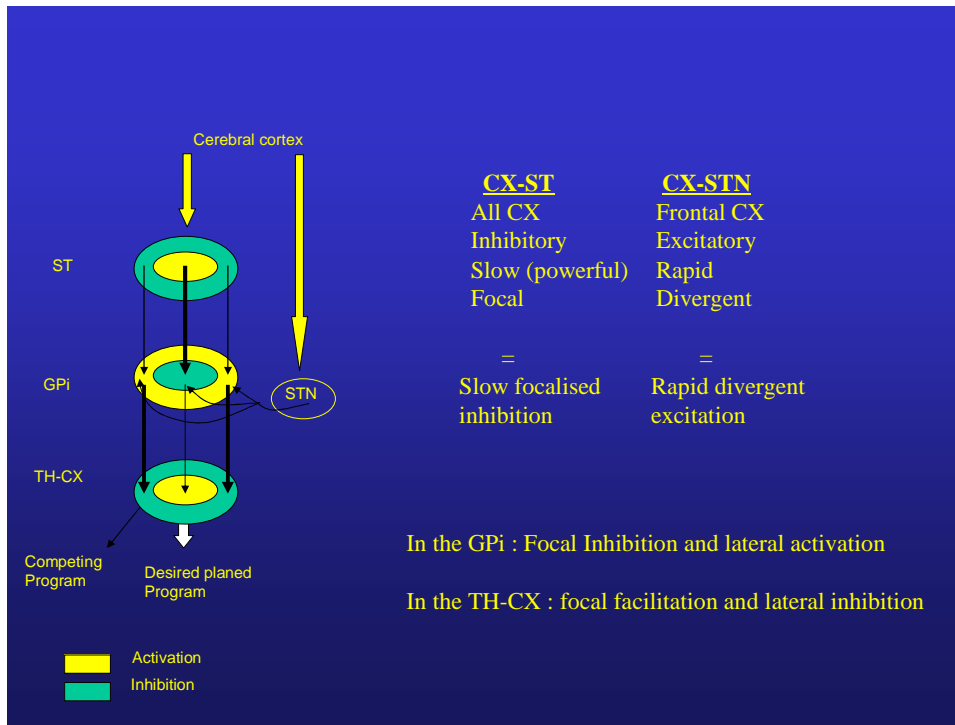 Cerebral cortex
ST
GPi
STN
TH-CX
Competing
Program
Desired planed
Program
Activation
Inhibition
CX-ST
All CX
Inhibitory
Slow (powerful)
Focal
=
Slow focalised
inhibition
CX-STN
Frontal CX
Excitatory
Rapid
Divergent
=
Rapid divergent
excitation
In the GPi : Focal Inhibition and lateral activation
In the TH-CX : focal facilitation and lateral inhibition